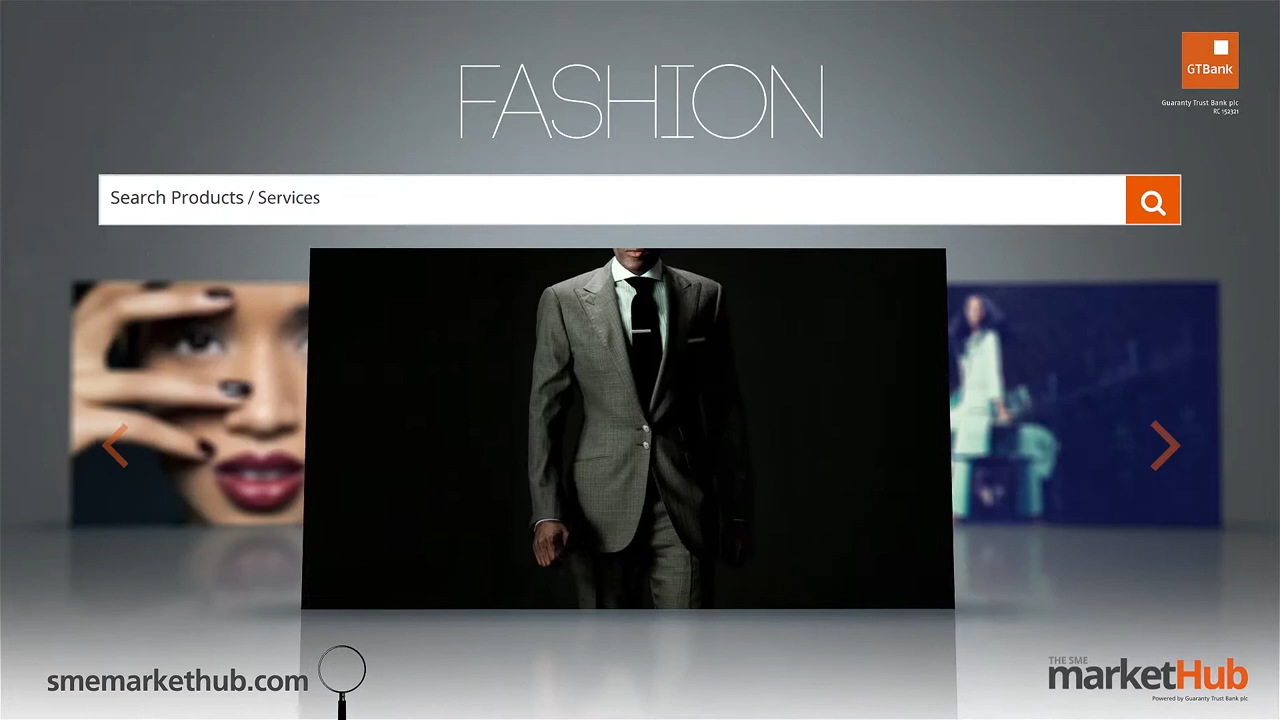 FASHION
GTBank
Guaranty Trust Bank plc
RC 152321
Search Products / Services
smemarkethub.com
THE SME
marketHub
Powered by Guaranty Trust Bank plc